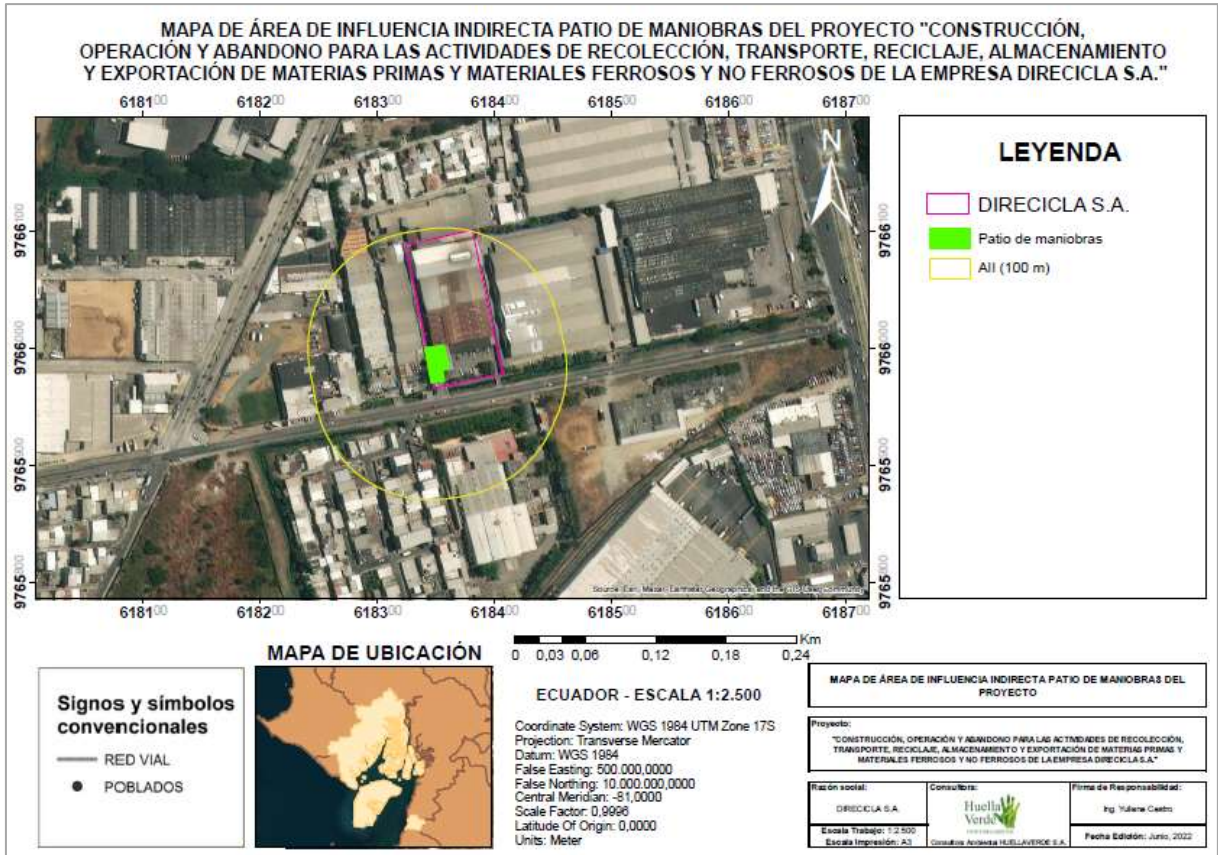 MAPA DE ÁREA DE INFLUENCIA INDIRECTA PATIO DE MANIOBRAS DEL PROYECTO "CONSTRUCCIÓN,
OPERACIÓN Y ABANDONO PARA LAS ACTIVIDADES DE RECOLECCIÓN, TRANSPORTE, RECICLAJE, ALMACENAMIENTO
Y EXPORTACIÓN DE MATERIAS PRIMAS Y MATERIALES FERROSOS Y NO FERROSOS DE LA EMPRESA DIRECICLA S.A."
618100 618200 618300 618400 618500 618600 618700
9766100
9766000
9765900
9765800
N
9766100
9766000
9765900
9765800
618100 618200 618300 618400 618500 618600 618700
LEYENDA
DIRECICLA S.A.
Patio de maniobras
AII (100 m)
Signos y símbolos
convencionales
RED VIAL
POBLADOS
MAPA DE UBICACIÓN
Km
0 0,03 0,06 0,12 0,18 0,24
ECUADOR - ESCALA 1:2.500
Coordinate System: WGS 1984 UTM Zone 17S
Projection: Transverse Mercator
Datum: WGS 1984
False Easting: 500.000,0000
False Northing: 10.000.000,0000
Central Meridian: -81,0000
Scale Factor: 0,9996
Latitude Of Origin: 0,0000
Units: Meter
MAPA DE ÁREA DE INFLUENCIA INDIRECTA PATIO DE MANIOBRAS DEL
PROYECTO
Proyecto:
"CONSTRUCCIÓN, OPERACIÓN Y ABANDONO PARA LAS ACTIVIDADES DE RECOLECCIÓN,
TRANSPORTE, RECICLAJE, ALMACENAMIENTO Y EXPORTACIÓN DE MATERIAS PRIMAS Y
MATERIALES FERROSOS Y NO FERROSOS DE LA EMPRESA DIRECICLA S.A."
Razón social:
DIRECICLA S.A.
Escala Trabajo: 1:2.500
Escala Impresión: A3
Consultora:
Huella
Verde
Consultora Ambiental HUELLAVERDE S.A.
Firma de Responsabilidad:
Ing. Yuliana Castro
Fecha Edición: Junio, 2022